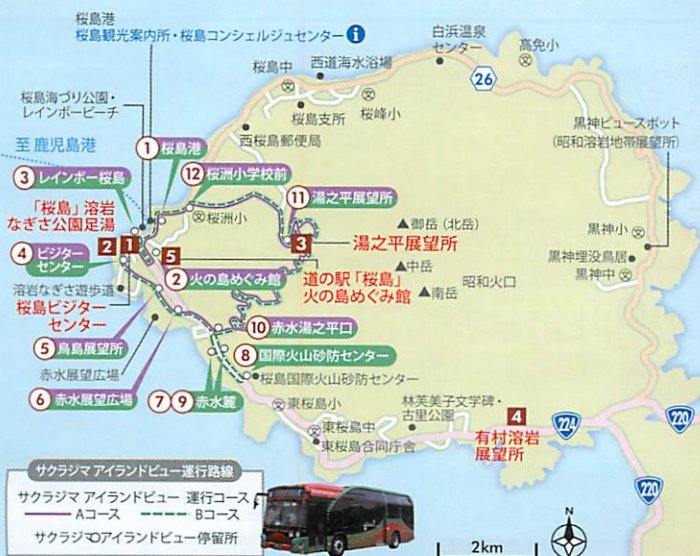 桜島港
桜島観光案内所・桜島コンシェルジュセンター i
桜島海づり公園・
レインボービーチ
至 鹿児島港
西道海水浴場
白浜温泉
センター
高免小
文
桜島中
文
26
桜島支所
桜峰小
文
西桜島郵便局
黒神ビュースポット
(昭和溶岩地帯展望所)
1 桜島港
12 桜洲小学校前
3 レインボー桜島
11 湯之平展望所
文 桜洲小
「桜島」溶岩
なぎさ公園足湯
3
湯之平展望所
御岳(北岳)
中岳
南岳
昭和火口
黒神小
文
黒神埋没鳥居
黒神中
文
2 1
5
4 ビジター
センター
2 火の島めぐみ館
道の駅「桜島」
火の島めぐみ館
溶岩なぎさ遊歩道
桜島ビジター
センター
5 烏島展望所
10 赤水湯之平口
赤水展望広場
8 国際火山砂防センター
桜島国際火山砂防センター
6 赤水展望広場
7 9 赤水麓
文 東桜島小
林芙美子文学碑・
古里公園
4
有村溶岩
展望所
224
220
文 東桜島中
東桜島合同庁舎
220
サクラジマ アイランドビュー運行路線
サクラジマ アイランドビュー 運行コース
Aコース Bコース
サクラジマアイランドビュー停留所
2km
N